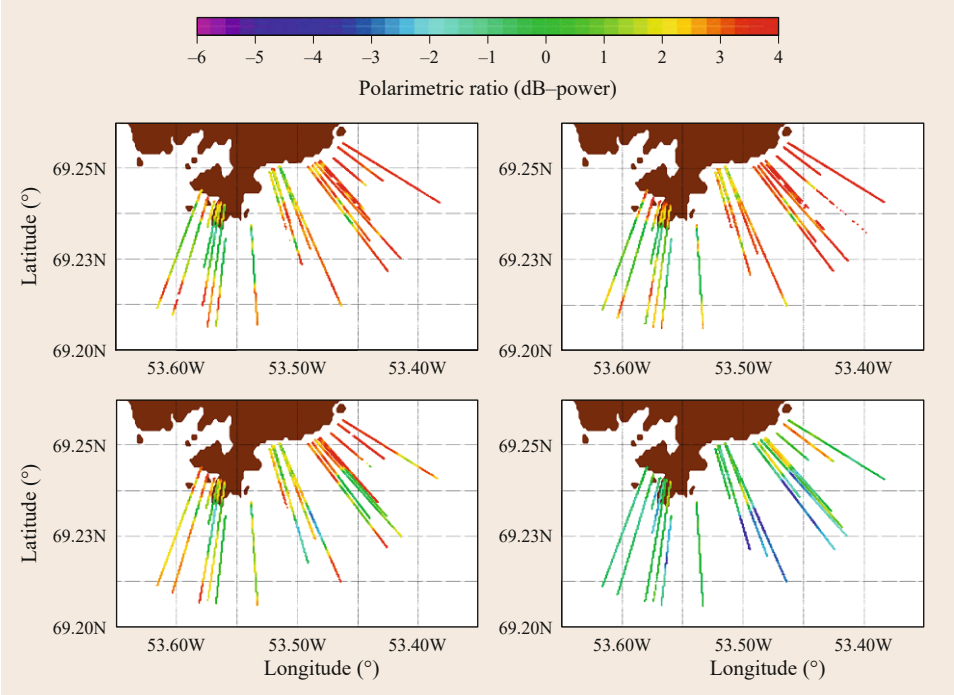 −6 −5 −4 −3 −2 −1 0 1 2 3 4
Polarimetric ratio (dB–power)
Latitude (°)
69.25N
69.23N
69.20N
53.60W 53.50W 53.40W
69.25N
69.23N
69.20N
53.60W 53.50W 53.40W
Latitude (°)
69.25N
69.23N
69.20N
53.60W 53.50W 53.40W
Longitude (°)
69.25N
69.23N
69.20N
53.60W 53.50W 53.40W
Longitude (°)